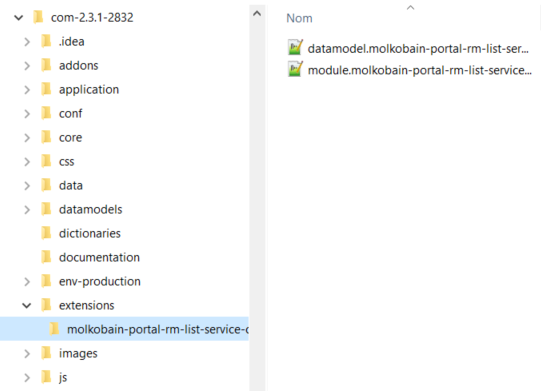 com-2.3.1-2832
.idea
addons
application
conf
core
css
data
datamodels
dictionaries
documentation
env-production
extensions
molkobain-portal-rm-list-service-c
images
js
Nom
datamodel.molkobain-portal-rm-list-ser...
module.molkobain-portal-rm-list-service...